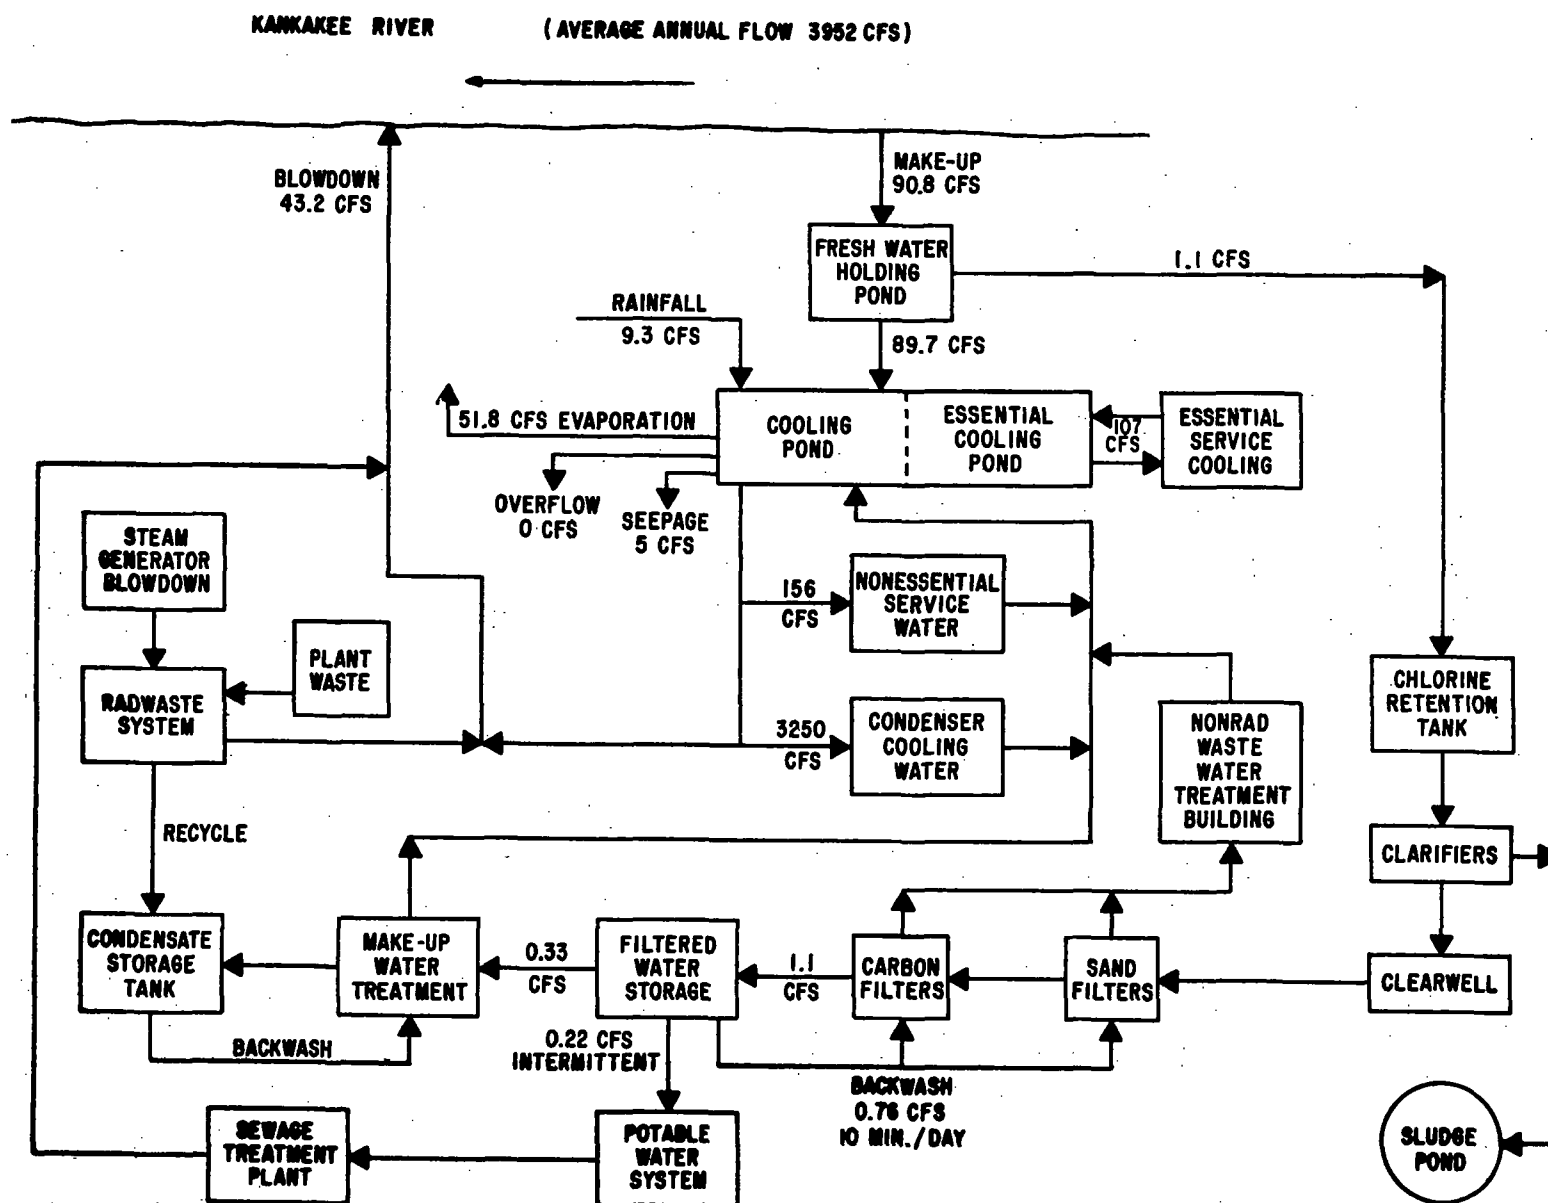 KANKAKEE RIVER (AVERAGE ANNUAL FLOW 3952 CFS)
BLOWDOWN
43.2 CFS
MAKE-UP
90.8 CFS
FRESH WATER
HOLDING
POND
1.1 CFS
RAINFALL
9.3 CFS
89.7 CFS
51.8 CFS EVAPORATION
COOLING
POND
ESSENTIAL
COOLING
POND
107
CFS
ESSENTIAL
SERVICE
COOLING
OVERFLOW
0 CFS
SEEPAGE
5 CFS
STEAM
GENERATOR
BLOWDOWN
156
CFS
NONESSENTIAL
SERVICE
WATER
PLANT
WASTE
RADWASTE
SYSTEM
3250
CFS
CONDENSER
COOLING
WATER
NONRAD
WASTE
WATER
TREATMENT
BUILDING
CHLORINE
RETENTION
TANK
RECYCLE
CLARIFIERS
CONDENSATE
STORAGE
TANK
MAKE-UP
WATER
TREATMENT
0.33
CFS
FILTERED
WATER
STORAGE
1.1
CFS
CARBON
FILTERS
SAND
FILTERS
CLEARWELL
BACKWASH
0.22 CFS
INTERMITTENT
BACKWASH
0.76 CFS
10 MIN./DAY
SEWAGE
TREATMENT
PLANT
POTABLE
WATER
SYSTEM
SLUDGE
POND